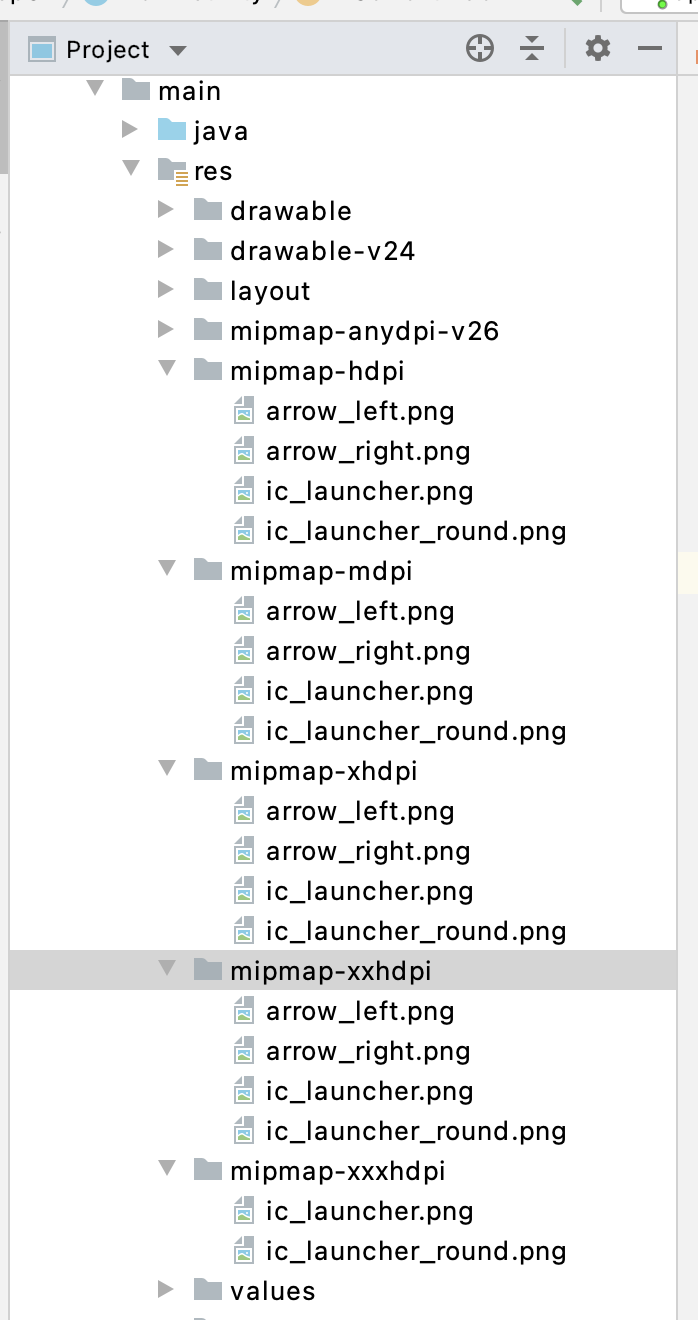 Project
main
java
res
drawable
drawable-v24
layout
mipmap-anydpi-v26
mipmap-hdpi
arrow_left.png
arrow_right.png
ic_launcher.png
ic_launcher_round.png
mipmap-mdpi
arrow_left.png
arrow_right.png
ic_launcher.png
ic_launcher_round.png
mipmap-xhdpi
arrow_left.png
arrow_right.png
ic_launcher.png
ic_launcher_round.png
mipmap-xxhdpi
arrow_left.png
arrow_right.png
ic_launcher.png
ic_launcher_round.png
mipmap-xxxhdpi
ic_launcher.png
ic_launcher_round.png
values